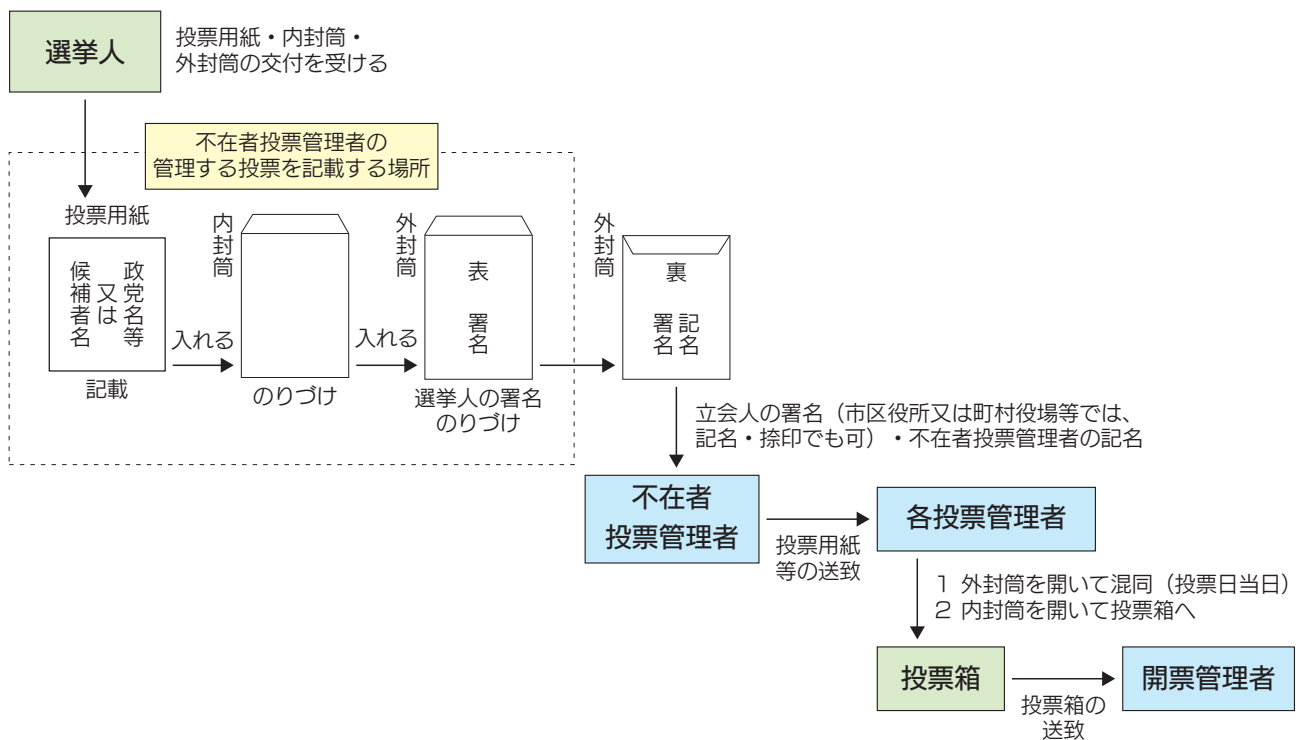 選挙人
投票用紙・内封筒・
外封筒の交付を受ける
不在者投票管理者の
管理する投票を記載する場所
投票用紙
政党名等
又は
候補者名
記載
入れる
内封筒
のりづけ
入れる
外封筒
表
署名
選挙人の署名
のりづけ
外封筒
裏
記名
署名
立会人の署名（市区役所又は町村役場等では、
記名・捺印でも可）・不在者投票管理者の記名
不在者
投票管理者
投票用紙
等の送致
各投票管理者
1 外封筒を開いて混同（投票日当日）
2 内封筒を開いて投票箱へ
投票箱
投票箱の
送致
開票管理者